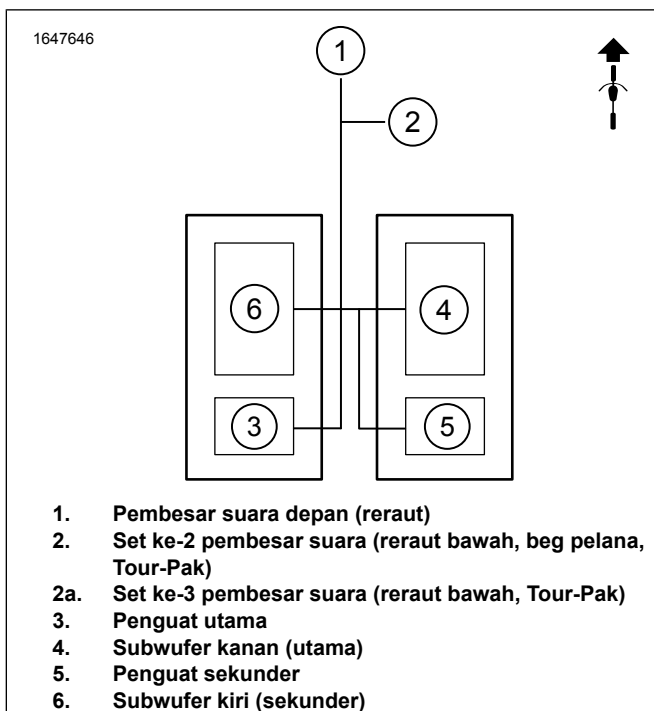 1647646
1
2
6
4
3
5
1. Pembesar suara depan (reraut)
2. Set ke-2 pembesar suara (reraut bawah, beg pelana,
Tour-Pak)
2a. Set ke-3 pembesar suara (reraut bawah, Tour-Pak)
3. Penguat utama
4. Subwufer kanan (utama)
5. Penguat sekunder
6. Subwufer kiri (sekunder)